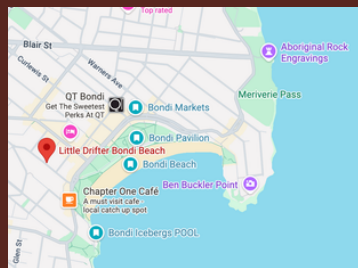 Top rated
Blair St
Aboriginal Rock
Engravings
Curlewis St
Warners Ave
Meriverie Pass
QT Bondi
Get The Sweetest
Perks At QT
Bondi Markets
Bondi Pavilion
Little Drifter Bondi Beach
Bondi Beach
Ben Buckler Point
Chapter One Cafe
A must visit cafe -
local catch up spot
Bondi Icebergs POOL
Glen St